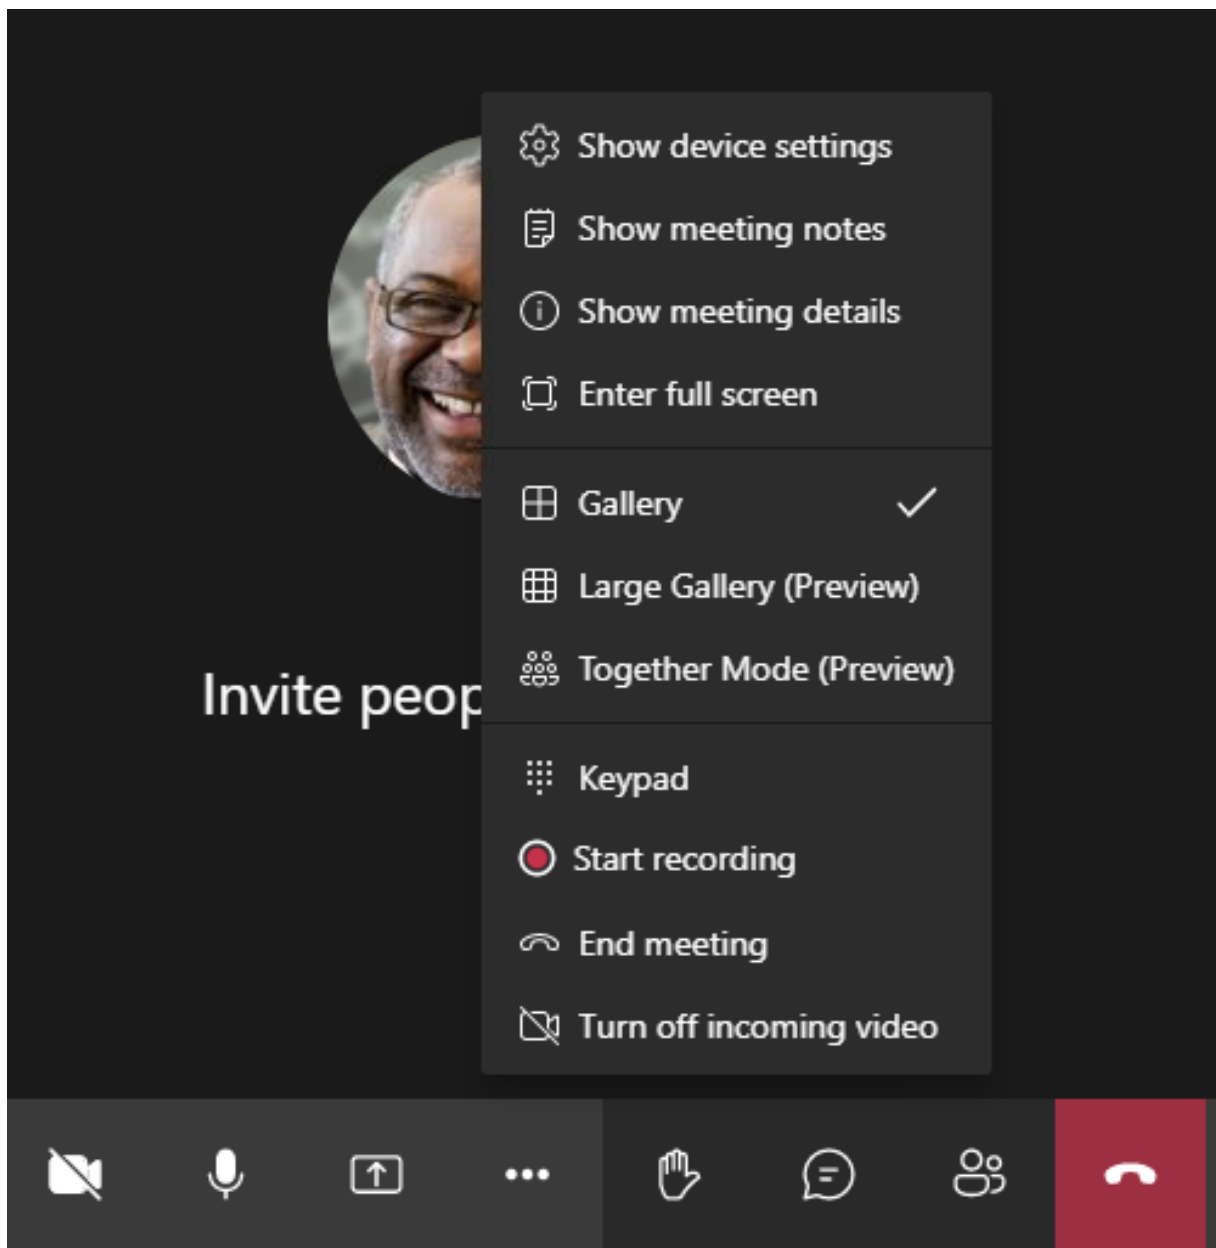 Show device settings
Show meeting notes
Show meeting details
Enter full screen
Gallery
Large Gallery (Preview)
Together Mode (Preview)
Invite
Keypad
Start recording
End meeting
Turn off incoming video